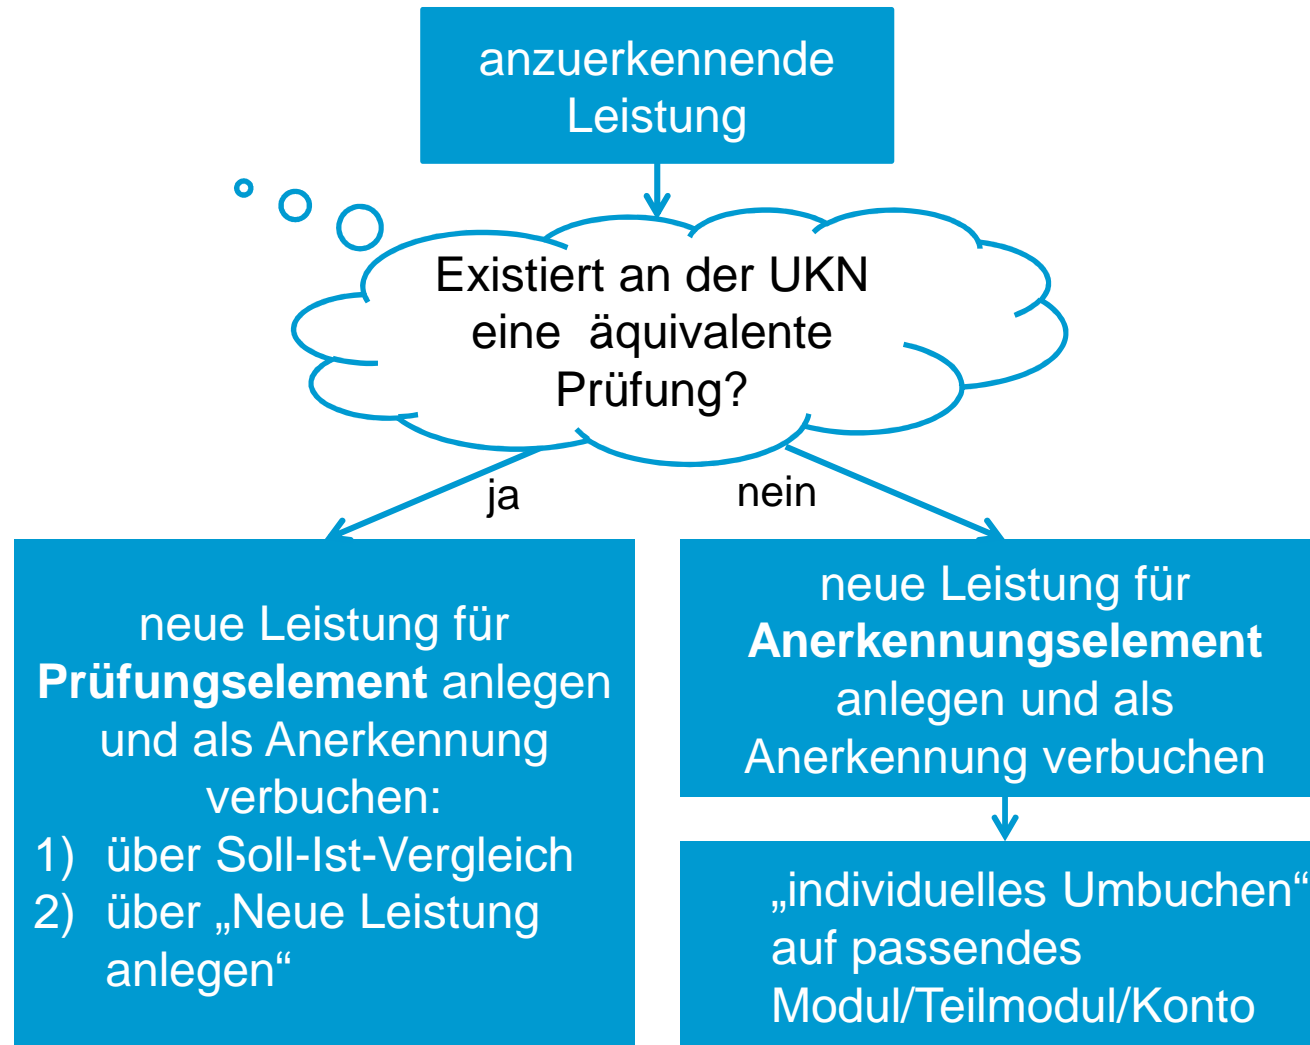 anzuerkennende
Leistung
Existiert an der UKN
eine äquivalente
Prüfung?
ja
nein
neue Leistung für
Prüfungselement anlegen
und als Anerkennung
verbuchen:
1) über Soll-Ist-Vergleich
2) über „Neue Leistung
anlegen“
neue Leistung für
Anerkennungselement
anlegen und als
Anerkennung verbuchen
„individuelles Umbuchen“
auf passendes
Modul/Teilmodul/Konto